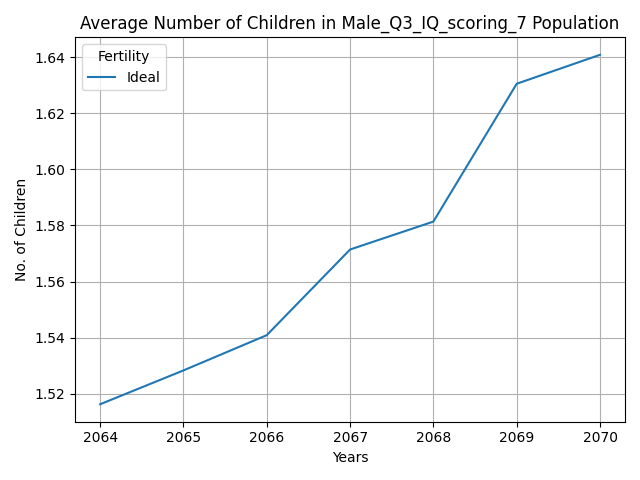 Average Number of Children in Male_Q3_IQ_scoring_7 Population
Fertility
Ideal
No. of Children
1.64
1.62
1.60
1.58
1.56
1.54
1.52
2064 2065 2066 2067 2068 2069 2070
Years